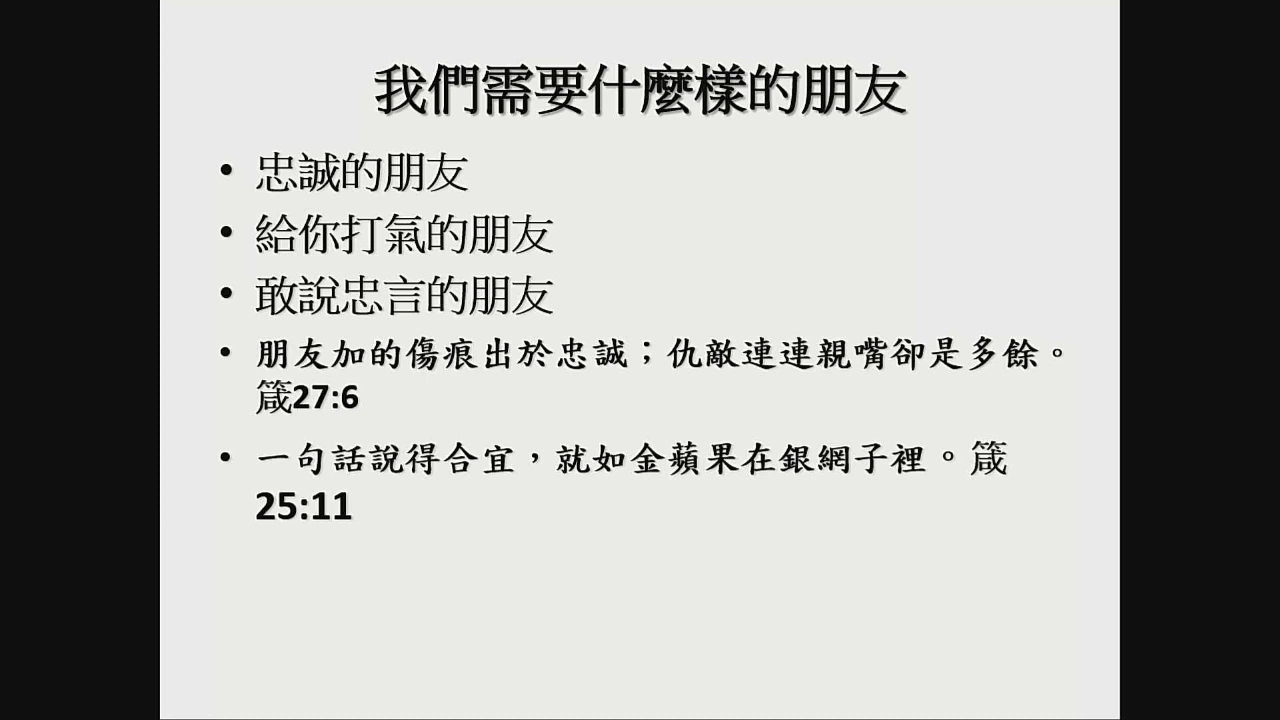 我們需要什麼樣的朋友
• 忠誠的朋友
• 給你打氣的朋友
• 敢說忠言的朋友
• 朋友加的傷痕出於忠誠；仇敵連連親嘴卻是多餘。
箴27:6
• 一句話說得合宜，就如金蘋果在銀網子裡。箴
25:11